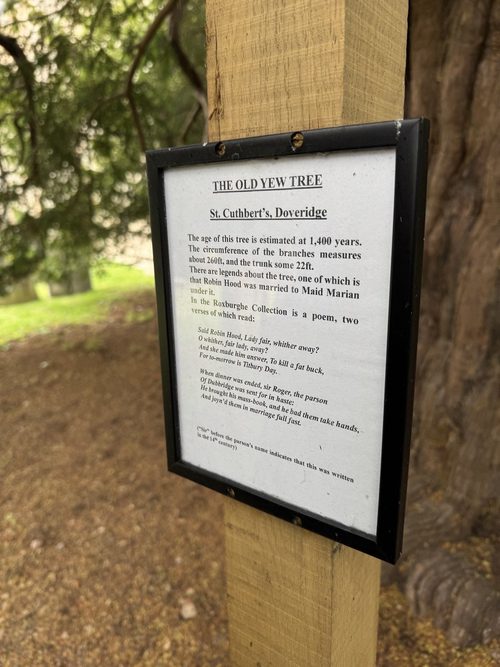 THE OLD YEW TREE
St. Cuthbert's, Doveridge
The age of this tree is estimated at 1,400 years.
The circumference of the branches measures
about 260ft, and the trunk some 22ft.
There are legends about the tree, one of which is
that Robin Hood was married to Maid Marian
under it.
In the Roxburghe Collection is a poem, two
verses of which read:
Said Robin Hood, Lady fair, whither away?
O whither, fair lady, away?
And she made him answer, To kill a fat buck,
For to-morrow is Titbury Day.
When dinner was ended, sir Roger, the parson
Of Dubbridge was sent for in haste:
He brought his mass-book, and he bad them take hands,
And joyn'd them in marriage full fast.
("Sir" before the parson's name indicates that this was written
in the 14th century)